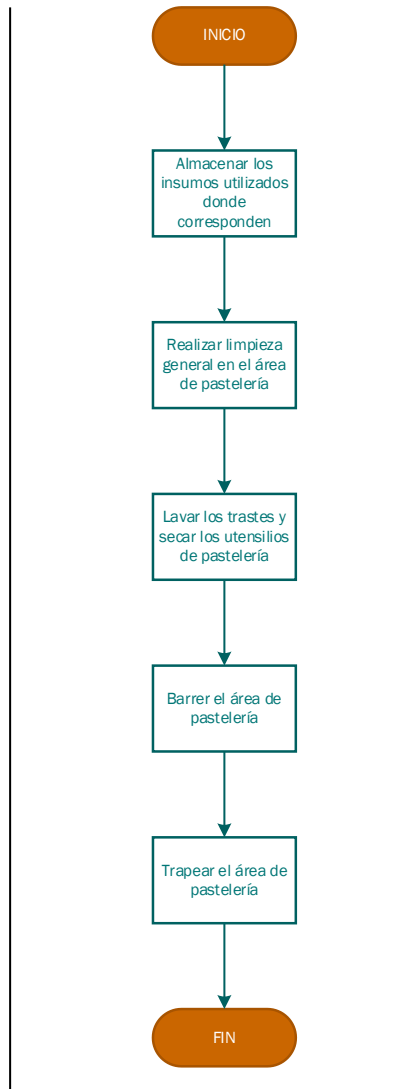 INICIO
Almacenar los
insumos utilizados
donde
corresponden
Realizar limpieza
general en el área
de pastelería
Lavar los trastes y
secar los utensilios
de pastelería
Barrer el área de
pastelería
Trapear el área de
pastelería
FIN